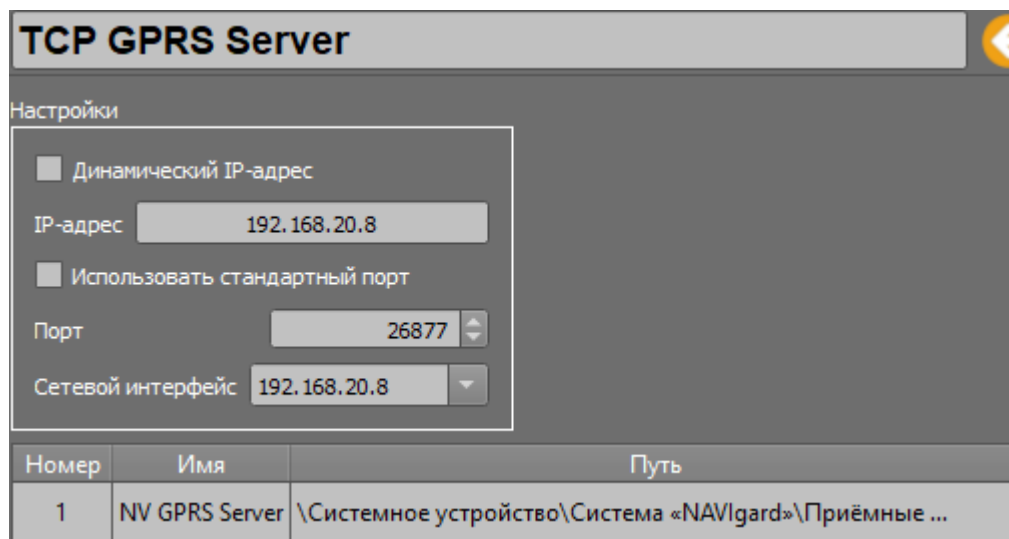 TCP GPRS Server
Настройки
Динамический IP-адрес
IP-адрес 192.168.20.8
Использовать стандартный порт
Порт 26877
Сетевой интерфейс 192.168.20.8
Номер Имя Путь
1 NV GPRS Server \Системное устройство\Система «NAVIgard»\Приёмные ...